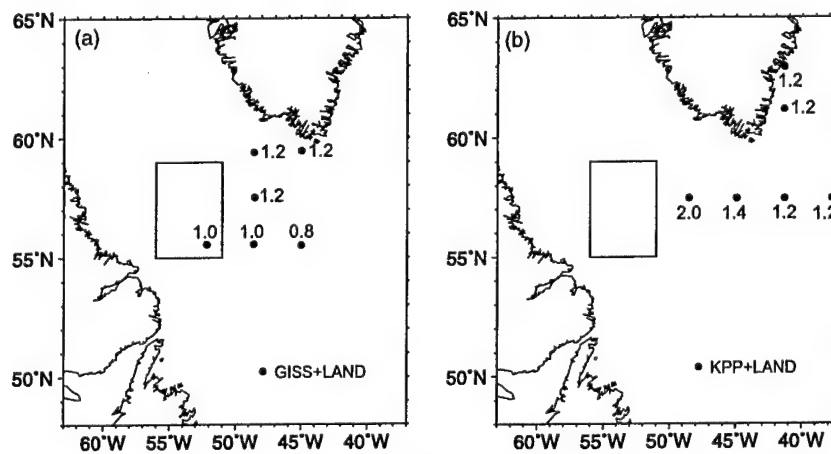 65°N (a) (b)
65°N
1.2
60°N 1.2 1.2 60°N 1.2
1.2
1.0 1.0 0.8 2.0 1.4 1.2 1.2
55°N 55°N
50°N GISS+LAND 50°N KPP+LAND
60°W 55°W 50°W 45°W 40°W 60°W 55°W 50°W 45°W 40°W